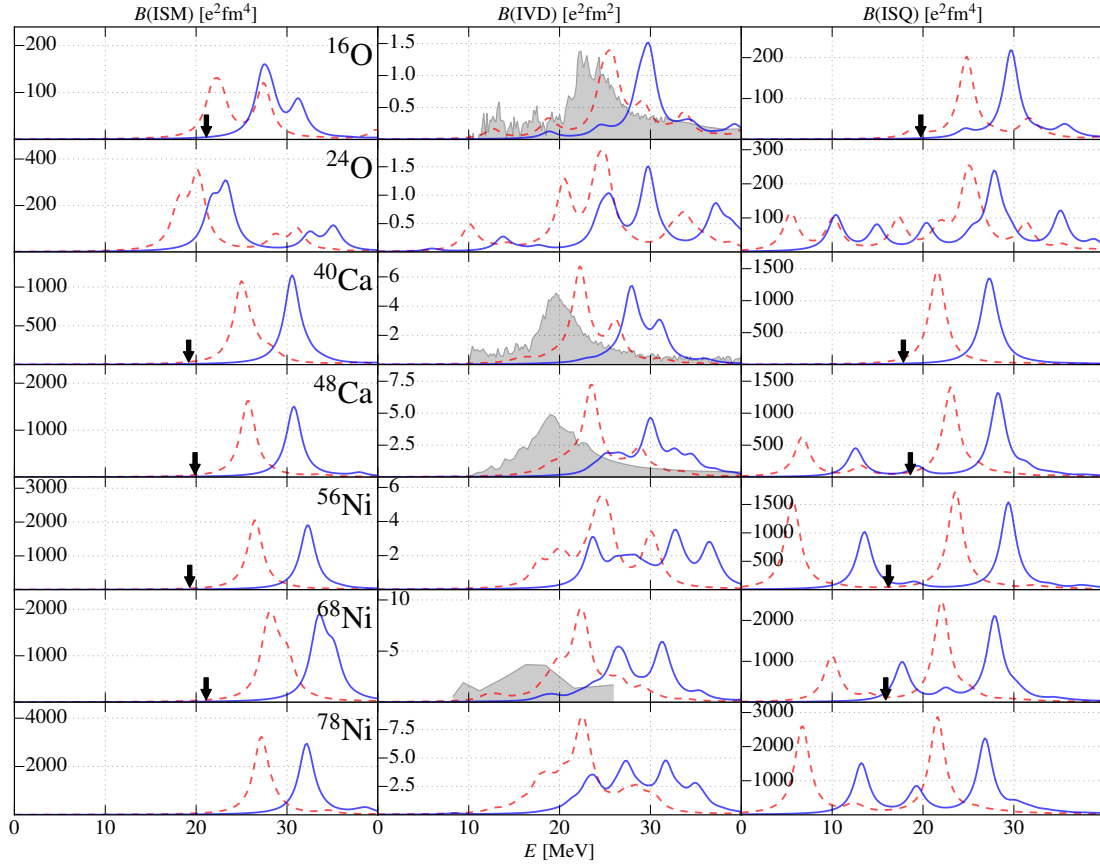 B(ISM) [e²fm⁴] B(IVD) [e²fm²] B(ISQ) [e²fm⁴]
200 100 ¹⁶O 1.5 1.0 0.5 200 100
400 200 ²⁴O 1.5 1.0 0.5 300 200 100
1000 500 ⁴⁰Ca 6 4 2 1500 1000 500
2000 1000 ⁴⁸Ca 7.5 5.0 2.5 1500 1000 500
3000 2000 1000 ⁵⁶Ni 6 4 2 1500 1000 500
2000 1000 ⁶⁸Ni 10 5 2000 1000
4000 2000 ⁷⁸Ni 7.5 5.0 2.5 3000 2000 1000
0 10 20 30 0 10 20 30 0 10 20 30
E [MeV]